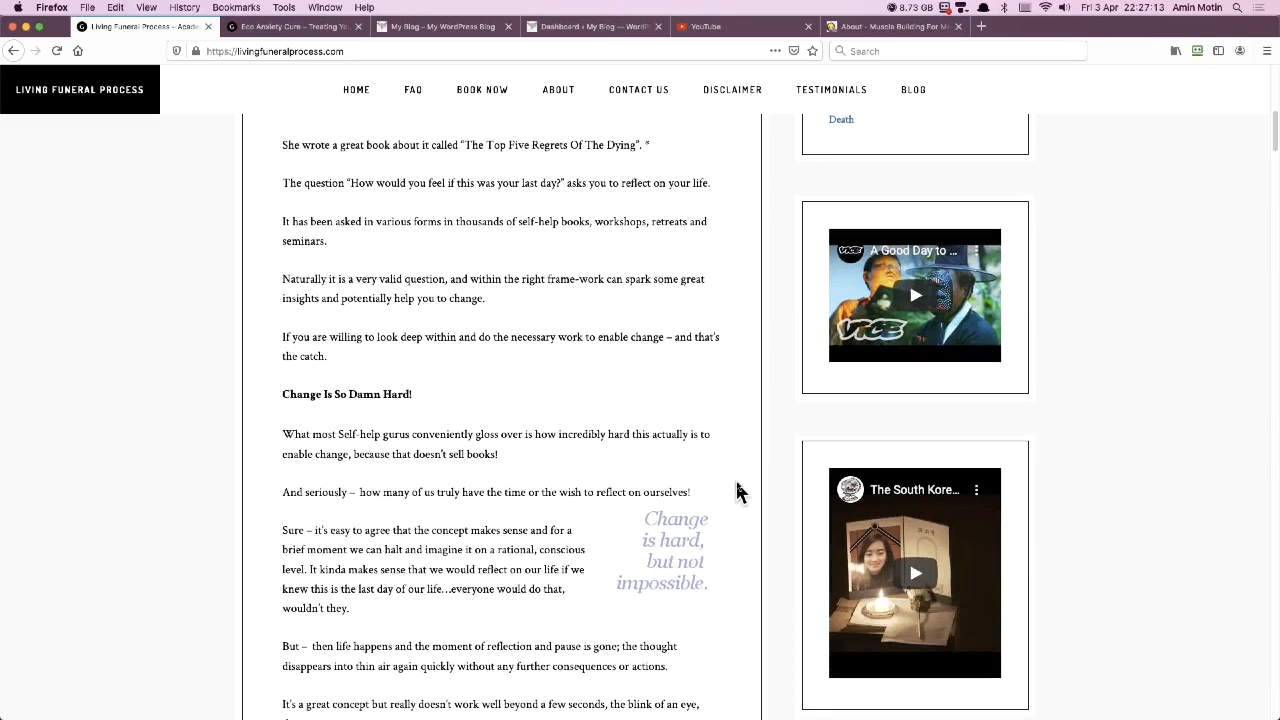 Firefox File Edit View History Bookmarks Tools Window Help
8.73 GB Fri 3 Apr 22:27:13 Amin Motin
Living Funeral Process – Acade
Eco Anxiety Cure – Treating Yo
My Blog – My WordPress Blog
Dashboard ‹ My Blog — WordP
YouTube
About - Muscle Building For Me
https://livingfuneralprocess.com
Search
LIVING FUNERAL PROCESS
HOME FAQ BOOK NOW ABOUT CONTACT US DISCLAIMER TESTIMONIALS BLOG
She wrote a great book about it called “The Top Five Regrets Of The Dying”. *
The question “How would you feel if this was your last day?” asks you to reflect on your life.
It has been asked in various forms in thousands of self-help books, workshops, retreats and
seminars.
Naturally it is a very valid question, and within the right frame-work can spark some great
insights and potentially help you to change.
If you are willing to look deep within and do the necessary work to enable change – and that’s
the catch.
Change Is So Damn Hard!
What most Self-help gurus conveniently gloss over is how incredibly hard this actually is to
enable change, because that doesn’t sell books!
And seriously – how many of us truly have the time or the wish to reflect on ourselves!
Sure – it’s easy to agree that the concept makes sense and for a
brief moment we can halt and imagine it on a rational, conscious
level. It kinda makes sense that we would reflect on our life if we
knew this is the last day of our life…everyone would do that,
wouldn’t they.
Change
is hard,
but not
impossible.
But – then life happens and the moment of reflection and pause is gone; the thought
disappears into thin air again quickly without any further consequences or actions.
It’s a great concept but really doesn’t work well beyond a few seconds, the blink of an eye,
Death
VICE
A Good Day to ...
VICE
The South Kore...